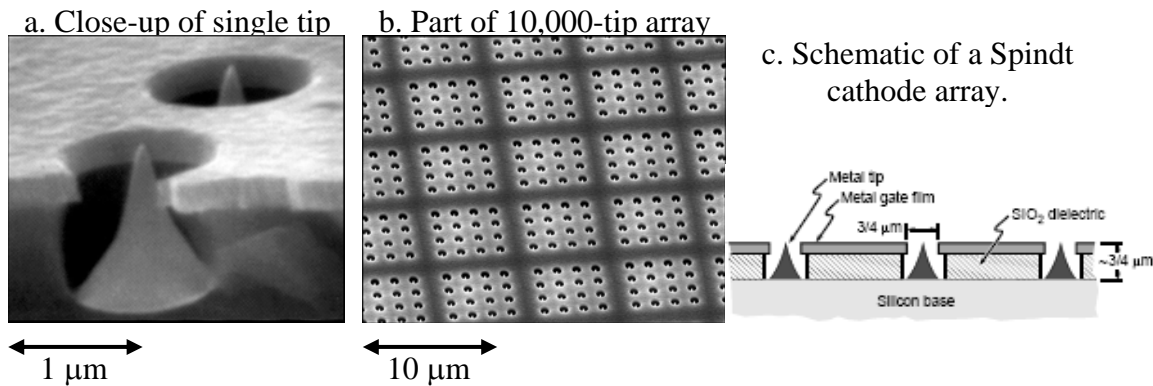 a. Close-up of single tip
b. Part of 10,000-tip array
c. Schematic of a Spindt
cathode array.
Metal tip
Metal gate film
3/4 μm
SiO₂ dielectric
~3/4 μm
Silicon base
1 μm
10 μm